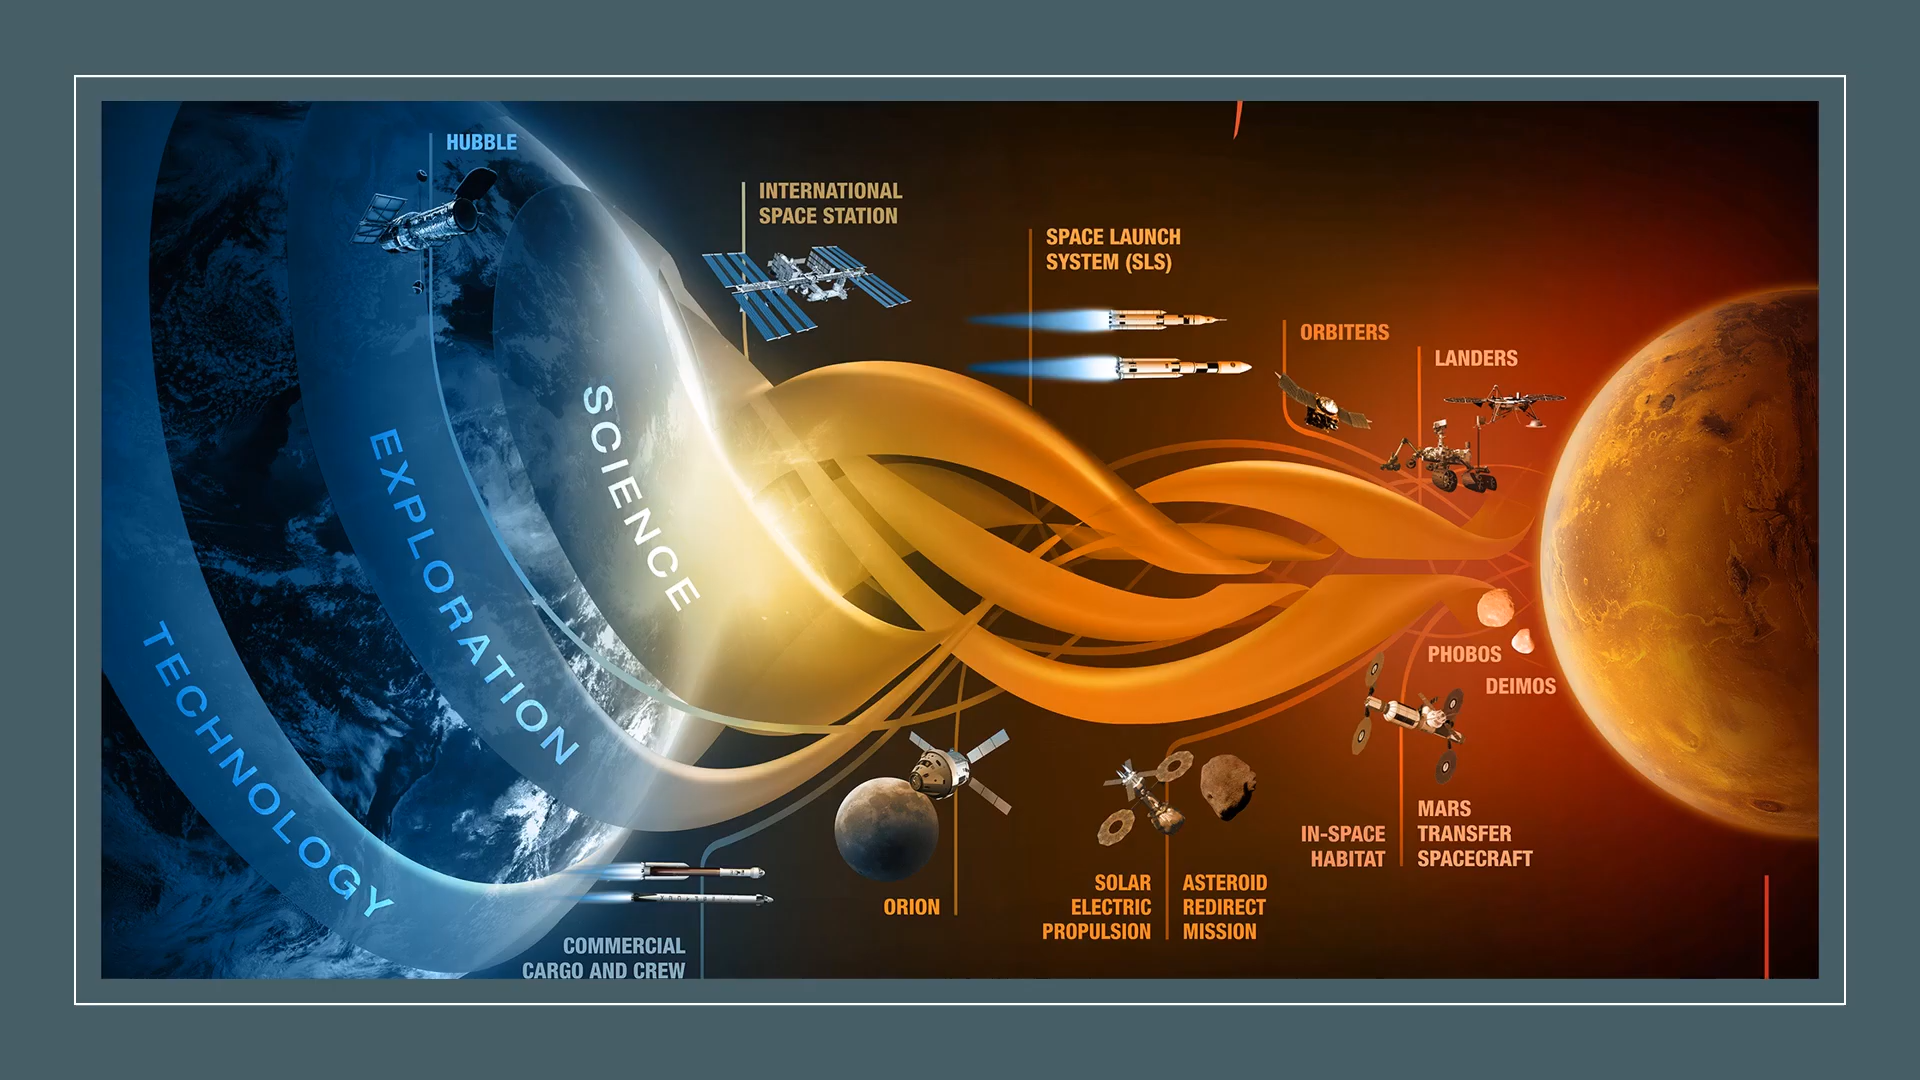 HUBBLE
INTERNATIONAL
SPACE STATION
SPACE LAUNCH
SYSTEM (SLS)
ORBITERS
LANDERS
SCIENCE
EXPLORATION
TECHNOLOGY
PHOBOS
DEIMOS
MARS
TRANSFER
SPACECRAFT
IN-SPACE
HABITAT
SOLAR
ELECTRIC
PROPULSION
ASTEROID
REDIRECT
MISSION
ORION
COMMERCIAL
CARGO AND CREW